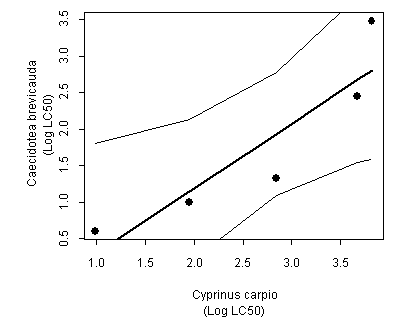 Caecidotea brevicauda
(Log LC50)
3.5
3.0
2.5
2.0
1.5
1.0
0.5
1.0 1.5 2.0 2.5 3.0 3.5
Cyprinus carpio
(Log LC50)